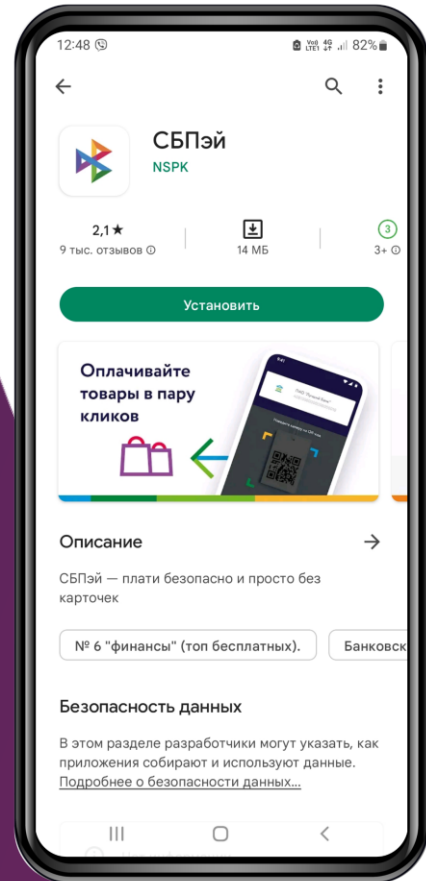 12:48
82%
СБПэй
NSPK
2,1★
9 тыс. отзывов
14 МБ
3
3+
Установить
Оплачивайте
товары в пару
кликов
Описание
СБПэй — плати безопасно и просто без
карточек
№ 6 "финансы" (топ бесплатных).
Банковск
Безопасность данных
В этом разделе разработчики могут указать, как
приложения собирают и используют данные.
Подробнее о безопасности данных...